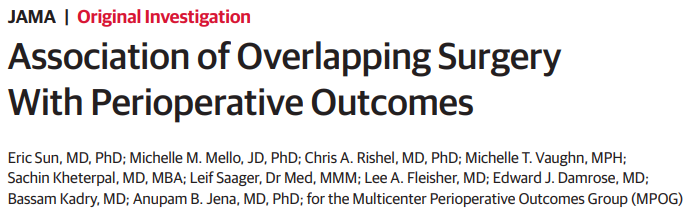 JAMA | Original Investigation
Association of Overlapping Surgery
With Perioperative Outcomes
Eric Sun, MD, PhD; Michelle M. Mello, JD, PhD; Chris A. Rishel, MD, PhD; Michelle T. Vaughn, MPH;
Sachin Kheterpal, MD, MBA; Leif Saager, Dr Med, MMM; Lee A. Fleisher, MD; Edward J. Damrose, MD;
Bassam Kadry, MD; Anupam B. Jena, MD, PhD; for the Multicenter Perioperative Outcomes Group (MPOG)